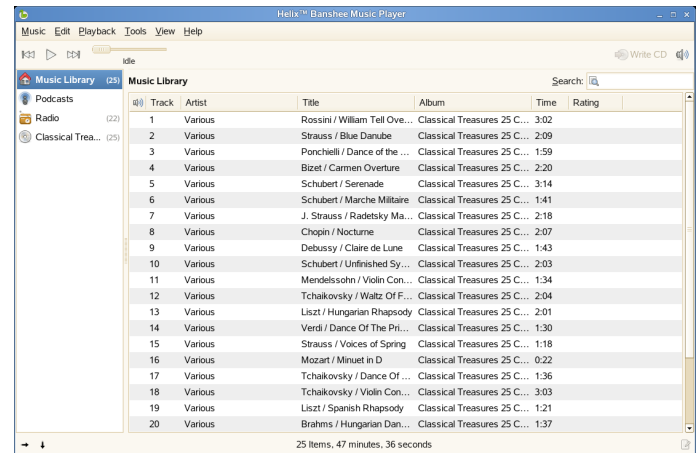 Helix™ Banshee Music Player
Music Edit Playback Tools View Help
Idle
Write CD
Music Library (25)
Podcasts
Radio (22)
Classical Trea... (25)
Music Library
Search:
Track Artist Title Album Time Rating
1 Various Rossini / William Tell Ove... Classical Treasures 25 C... 3:02
2 Various Strauss / Blue Danube Classical Treasures 25 C... 2:09
3 Various Ponchielli / Dance of the ... Classical Treasures 25 C... 1:59
4 Various Bizet / Carmen Overture Classical Treasures 25 C... 2:20
5 Various Schubert / Serenade Classical Treasures 25 C... 3:14
6 Various Schubert / Marche Militaire Classical Treasures 25 C... 1:41
7 Various J. Strauss / Radetsky Ma... Classical Treasures 25 C... 2:18
8 Various Chopin / Nocturne Classical Treasures 25 C... 2:07
9 Various Debussy / Claire de Lune Classical Treasures 25 C... 1:43
10 Various Schubert / Unfinished Sy... Classical Treasures 25 C... 2:03
11 Various Mendelssohn / Violin Con... Classical Treasures 25 C... 1:34
12 Various Tchaikovsky / Waltz Of F... Classical Treasures 25 C... 2:04
13 Various Liszt / Hungarian Rhapsody Classical Treasures 25 C... 2:01
14 Various Verdi / Dance Of The Pri... Classical Treasures 25 C... 1:30
15 Various Strauss / Voices of Spring Classical Treasures 25 C... 1:18
16 Various Mozart / Minuet in D Classical Treasures 25 C... 0:22
17 Various Tchaikovsky / Dance Of ... Classical Treasures 25 C... 1:36
18 Various Tchaikovsky / Violin Con... Classical Treasures 25 C... 3:03
19 Various Liszt / Spanish Rhapsody Classical Treasures 25 C... 1:21
20 Various Brahms / Hungarian Dan... Classical Treasures 25 C... 1:37
25 Items, 47 minutes, 36 seconds